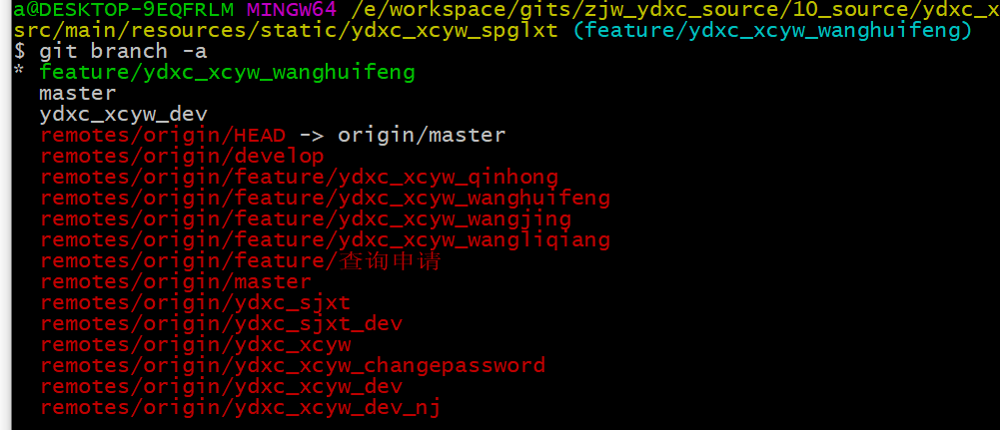 a@DESKTOP-9EQFRLM MINGW64 /e/workspace/gits/zjw_ydxc_source/10_source/ydxc_x
src/main/resources/static/ydxc_xcyw_spglxt (feature/ydxc_xcyw_wanghuifeng)
$ git branch -a
* feature/ydxc_xcyw_wanghuifeng
  master
  ydxc_xcyw_dev
  remotes/origin/HEAD -> origin/master
  remotes/origin/develop
  remotes/origin/feature/ydxc_xcyw_qinhong
  remotes/origin/feature/ydxc_xcyw_wanghuifeng
  remotes/origin/feature/ydxc_xcyw_wangjing
  remotes/origin/feature/ydxc_xcyw_wangliqiang
  remotes/origin/feature/查询申请
  remotes/origin/master
  remotes/origin/ydxc_sjxt
  remotes/origin/ydxc_sjxt_dev
  remotes/origin/ydxc_xcyw
  remotes/origin/ydxc_xcyw_changepassword
  remotes/origin/ydxc_xcyw_dev
  remotes/origin/ydxc_xcyw_dev_nj